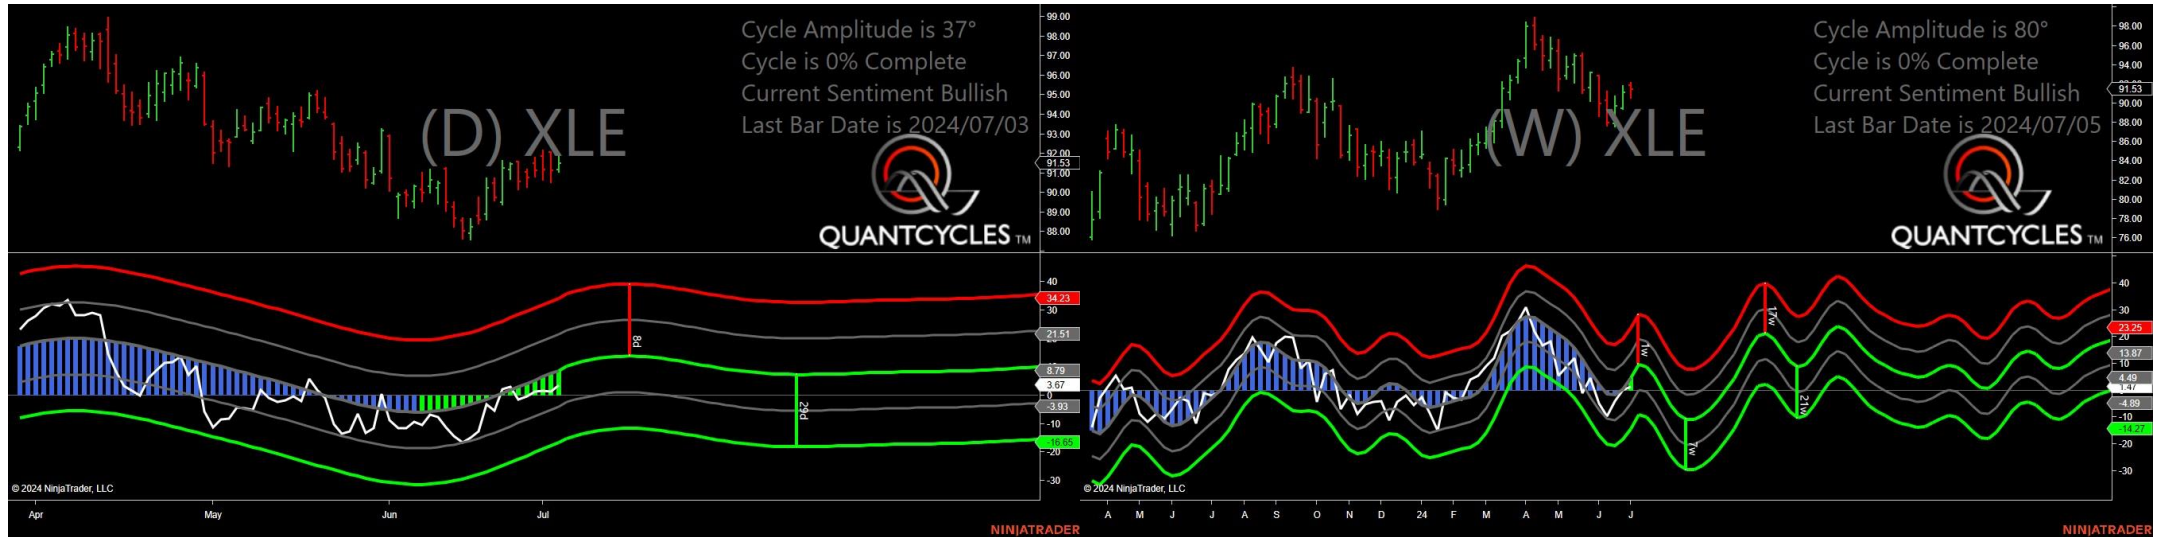 Cycle Amplitude is 37°
Cycle is 0% Complete
Current Sentiment Bullish
Last Bar Date is 2024/07/03
(D) XLE
QUANTCYCLES TM
99.00
98.00
97.00
96.00
95.00
94.00
93.00
92.00
91.53
91.00
90.00
89.00
88.00
40
34.23
30
21.51
8.79
3.67
0
-3.93
-10
-16.65
-20
-30
8d
29d
© 2024 NinjaTrader, LLC
Apr May Jun Jul
NINJATRADER
Cycle Amplitude is 80°
Cycle is 0% Complete
Current Sentiment Bullish
Last Bar Date is 2024/07/05
(W) XLE
QUANTCYCLES TM
98.00
96.00
94.00
91.53
90.00
88.00
86.00
84.00
82.00
80.00
78.00
76.00
40
30
23.25
13.87
4.49
1.47
-4.89
-10
-14.27
-20
-30
1w
7w
17w
21w
© 2024 NinjaTrader, LLC
A M J J A S O N D 24 F M A M J J
NINJATRADER